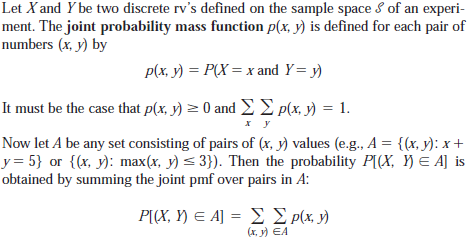 Let X and Y be two discrete rv's defined on the sample space 𝒮 of an experi-
ment. The joint probability mass function p(x, y) is defined for each pair of
numbers (x, y) by
p(x, y) = P(X = x and Y = y)
It must be the case that p(x, y) ≥ 0 and Σ_x Σ_y p(x, y) = 1.
Now let A be any set consisting of pairs of (x, y) values (e.g., A = {(x, y): x +
y = 5} or {(x, y): max(x, y) ≤ 3}). Then the probability P[(X, Y) ∈ A] is
obtained by summing the joint pmf over pairs in A:
P[(X, Y) ∈ A] = Σ Σ_{(x, y) ∈ A} p(x, y)